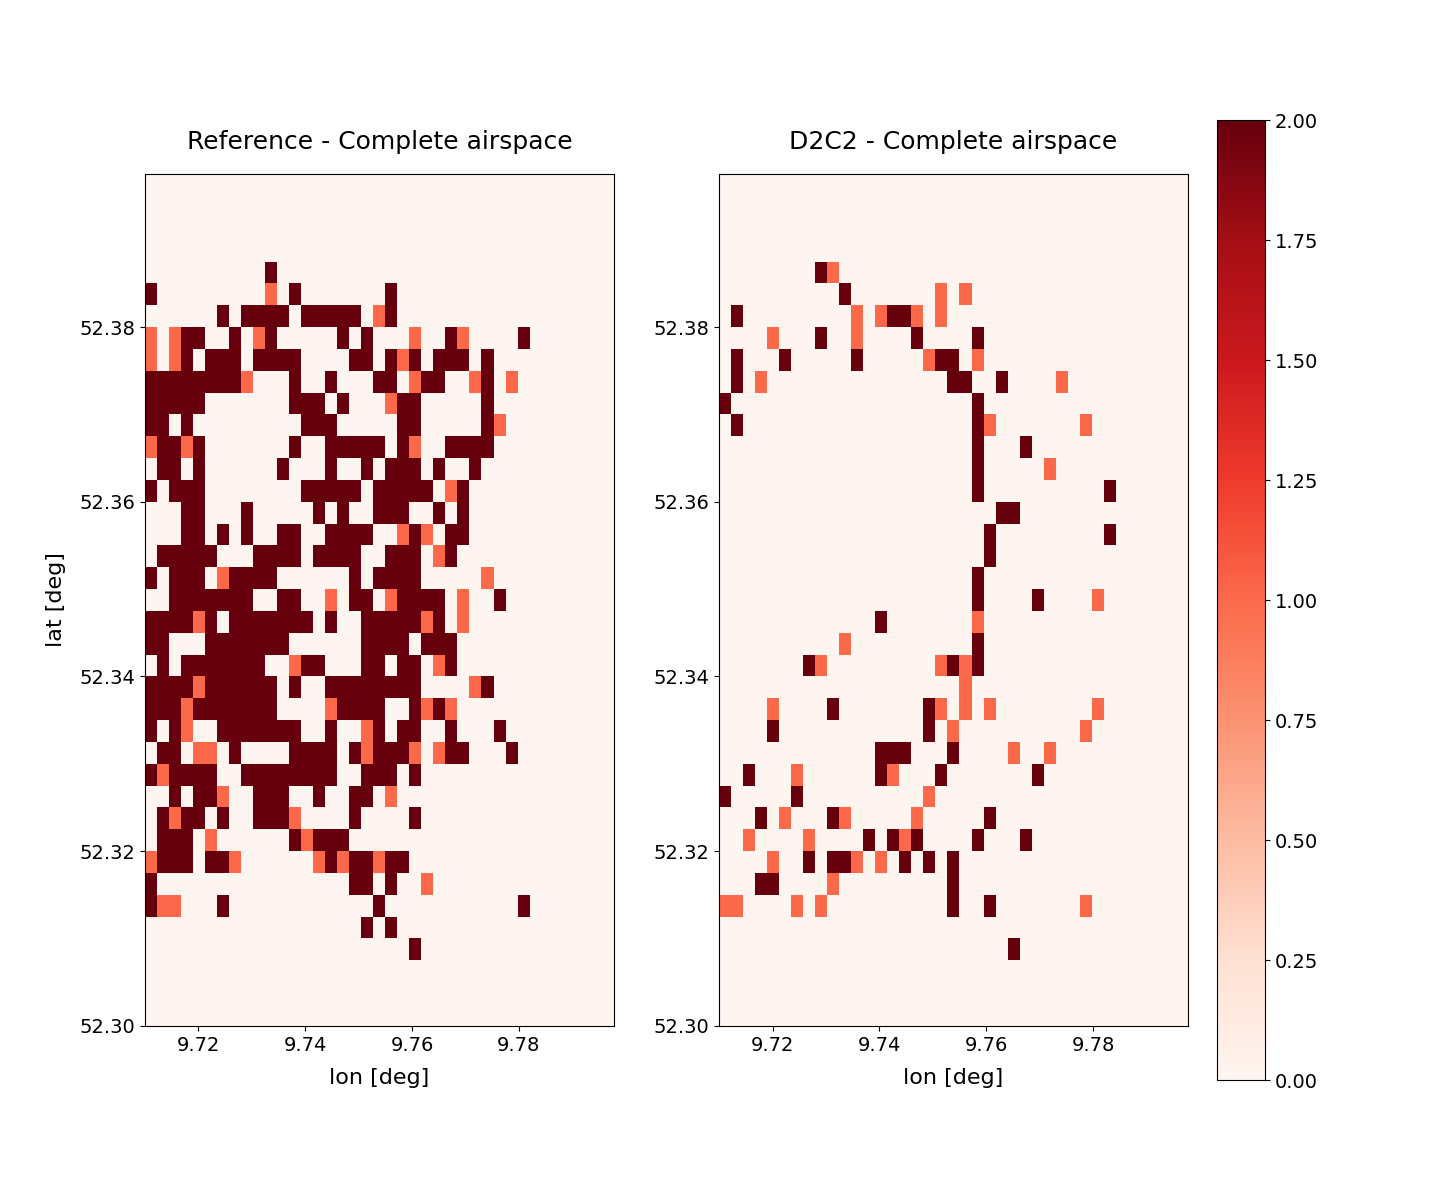 Reference - Complete airspace
D2C2 - Complete airspace
lat [deg]
52.38
52.36
52.34
52.32
52.30
9.72 9.74 9.76 9.78
lon [deg]
52.38
52.36
52.34
52.32
52.30
9.72 9.74 9.76 9.78
lon [deg]
2.00
1.75
1.50
1.25
1.00
0.75
0.50
0.25
0.00